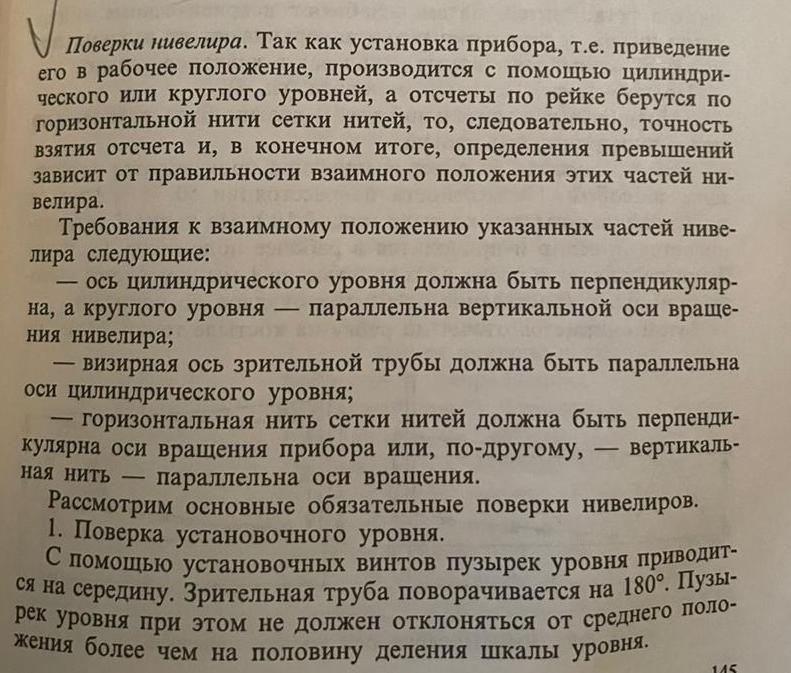 Поверки нивелира. Так как установка прибора, т.е. приведение
его в рабочее положение, производится с помощью цилиндри-
ческого или круглого уровней, а отсчеты по рейке берутся по
горизонтальной нити сетки нитей, то, следовательно, точность
взятия отсчета и, в конечном итоге, определения превышений
зависит от правильности взаимного положения этих частей ни-
велира.
Требования к взаимному положению указанных частей ниве-
лира следующие:
— ось цилиндрического уровня должна быть перпендикуляр-
на, а круглого уровня — параллельна вертикальной оси враще-
ния нивелира;
— визирная ось зрительной трубы должна быть параллельна
оси цилиндрического уровня;
— горизонтальная нить сетки нитей должна быть перпенди-
кулярна оси вращения прибора или, по-другому, — вертикаль-
ная нить — параллельна оси вращения.
Рассмотрим основные обязательные поверки нивелиров.
1. Поверка установочного уровня.
С помощью установочных винтов пузырек уровня приводит-
ся на середину. Зрительная труба поворачивается на 180°. Пузы-
рек уровня при этом не должен отклоняться от среднего поло-
жения более чем на половину деления шкалы уровня.
145